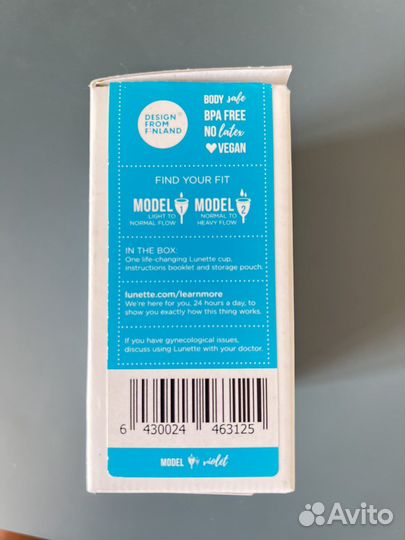 DESIGN
FROM
FINLAND
BODY safe
BPA FREE
NO latex
VEGAN
FIND YOUR FIT
MODEL 1
LIGHT TO
NORMAL FLOW
MODEL 2
NORMAL TO
HEAVY FLOW
IN THE BOX:
One life-changing Lunette cup,
instructions booklet and storage pouch.
lunette.com/learnmore
We're here for you, 24 hours a day, to
show you exactly how this thing works.
If you have gynecological issues,
discuss using Lunette with your doctor.
6 430024 463125
MODEL violet
Avito